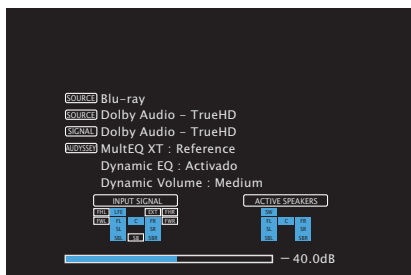 SOURCE Blu-ray
SOURCE Dolby Audio - TrueHD
SIGNAL Dolby Audio - TrueHD
AUDYSSEY MultEQ XT : Reference
Dynamic EQ : Activado
Dynamic Volume : Medium
INPUT SIGNAL ACTIVE SPEAKERS
FHL LFE EXT FHR SW
FWL FL C FR FWR FL C FR
SL SR SL SR
SBL SB SBR SBL SBR
- 40.0dB